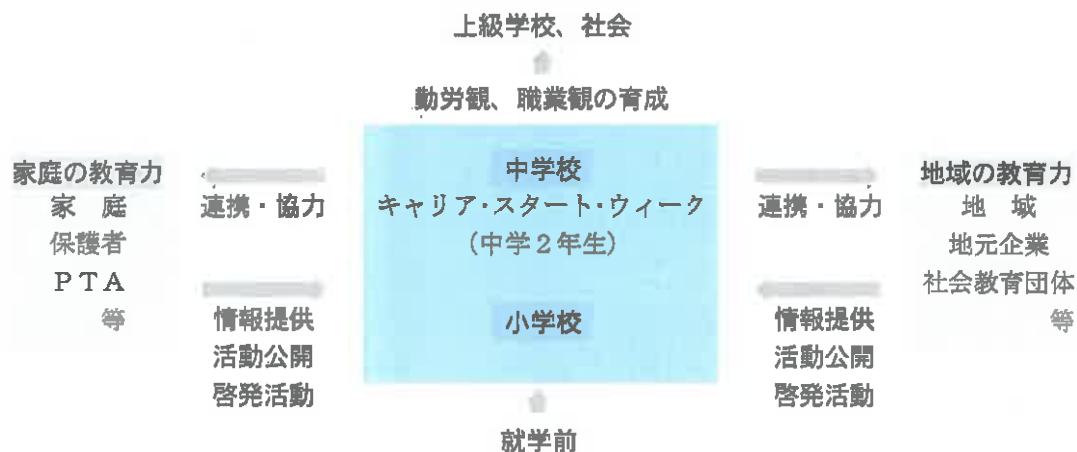 上級学校、社会
勤労観、職業観の育成
家庭の教育力
家 庭
保護者
PTA
等
連携・協力
情報提供
活動公開
啓発活動
中学校
キャリア・スタート・ウィーク
(中学2年生)
小学校
連携・協力
情報提供
活動公開
啓発活動
地域の教育力
地 域
地元企業
社会教育団体
等
就学前